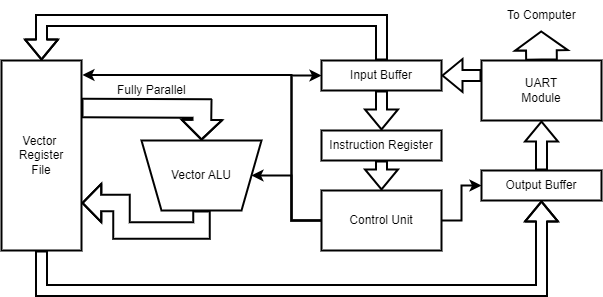 To Computer
Input Buffer
UART
Module
Fully Parallel
Vector
Register
File
Instruction Register
Vector ALU
Output Buffer
Control Unit